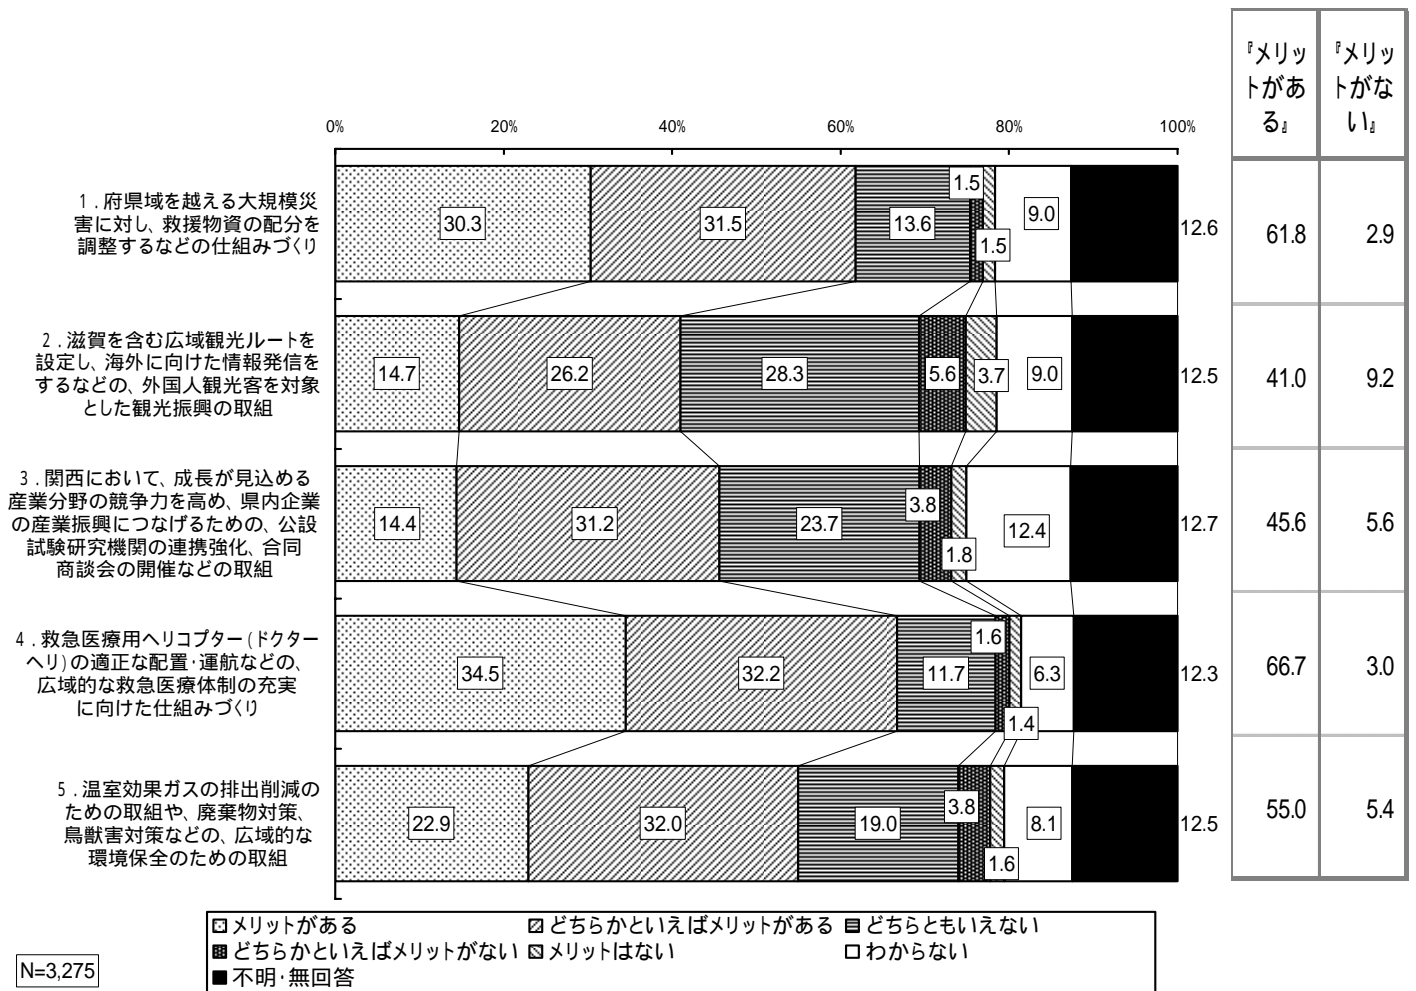 『メリッ
トがあ
る』
『メリッ
トがな
い』
0%
20%
40%
60%
80%
100%
1．府県域を越える大規模災
害に対し、救援物資の配分を
調整するなどの仕組みづくり
30.3
31.5
13.6
1.5
1.5
9.0
12.6
61.8
2.9
2．滋賀を含む広域観光ルートを
設定し、海外に向けた情報発信を
するなどの、外国人観光客を対象
とした観光振興の取組
14.7
26.2
28.3
5.6
3.7
9.0
12.5
41.0
9.2
3．関西において、成長が見込める
産業分野の競争力を高め、県内企業
の産業振興につなげるための、公設
試験研究機関の連携強化、合同
商談会の開催などの取組
14.4
31.2
23.7
3.8
1.8
12.4
12.7
45.6
5.6
4．救急医療用ヘリコプター(ドクター
ヘリ)の適正な配置・運航などの、
広域的な救急医療体制の充実
に向けた仕組みづくり
34.5
32.2
11.7
1.6
1.4
6.3
12.3
66.7
3.0
5．温室効果ガスの排出削減の
ための取組や、廃棄物対策、
鳥獣害対策などの、広域的な
環境保全のための取組
22.9
32.0
19.0
3.8
1.6
8.1
12.5
55.0
5.4
メリットがある
どちらかといえばメリットがある
どちらともいえない
どちらかといえばメリットがない
メリットはない
わからない
不明・無回答
N=3,275